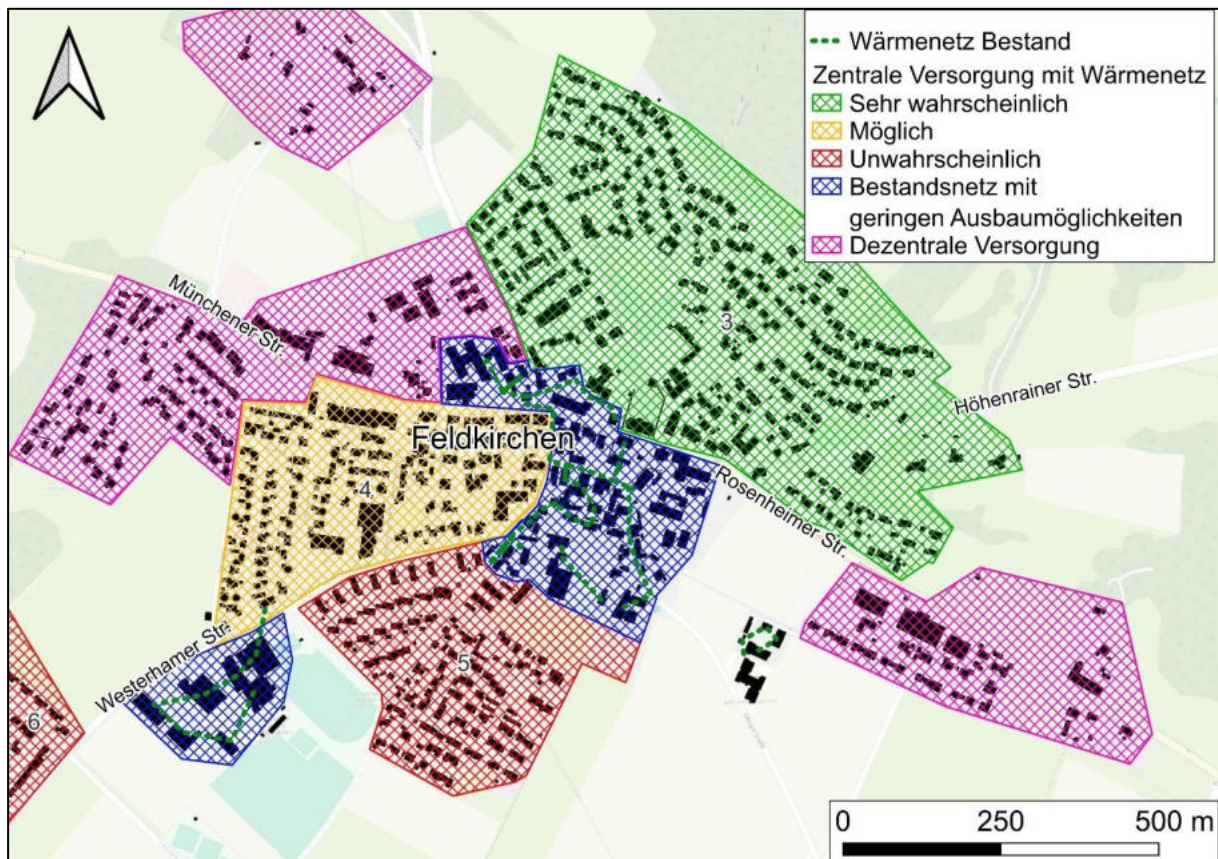 Wärmenetz Bestand
Zentrale Versorgung mit Wärmenetz
Sehr wahrscheinlich
Möglich
Unwahrscheinlich
Bestandsnetz mit
geringen Ausbaumöglichkeiten
Dezentrale Versorgung
Münchener Str.
3
Höhenrainer Str.
Feldkirchen
4
Rosenheimer Str.
Westerhamer Str.
5
6
0 250 500 m